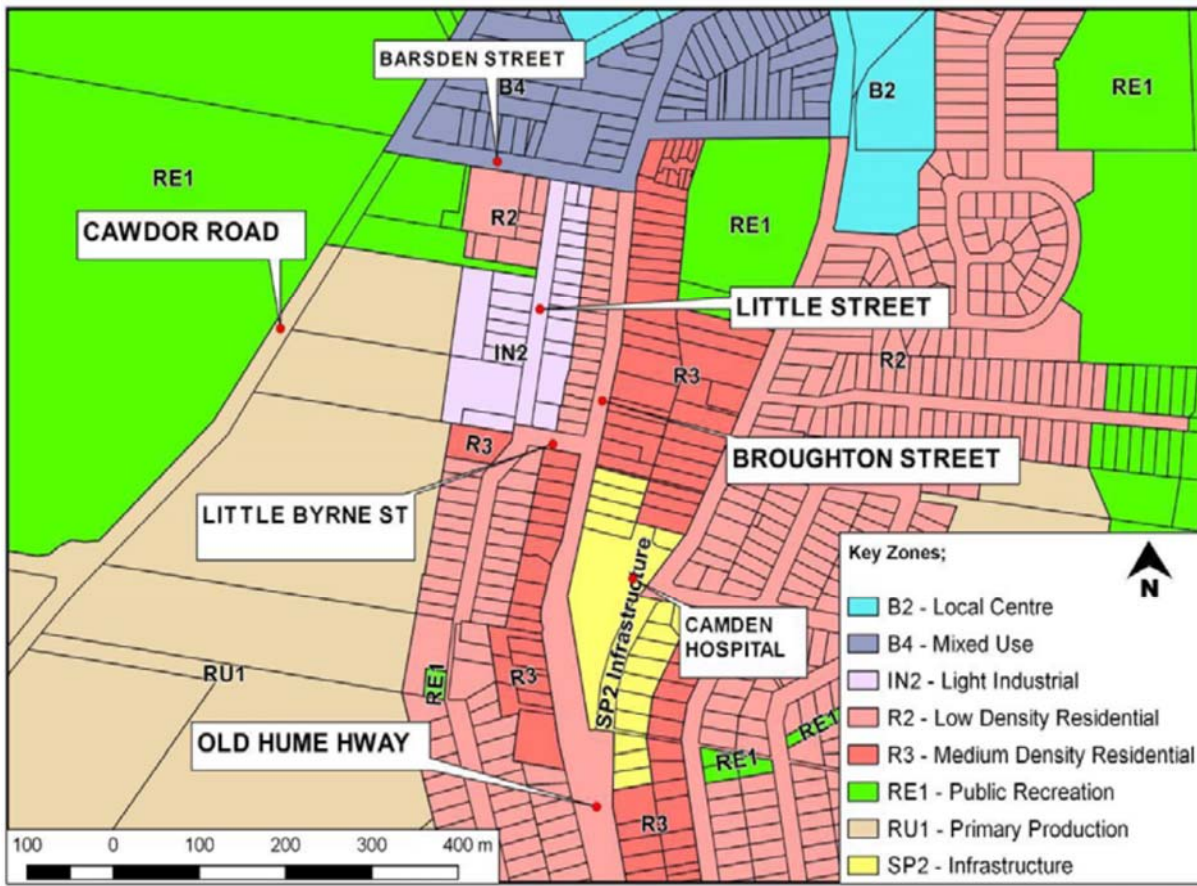 BARSDEN STREET
B4
B2
RE1
RE1
R2
RE1
CAWDOR ROAD
LITTLE STREET
IN2
R3
R2
R3
BROUGHTON STREET
LITTLE BYRNE ST
SP2 Infrastructure
CAMDEN
HOSPITAL
RU1
RE1
R3
OLD HUME HWAY
RE1
RE1
R3
Key Zones;
N
B2 - Local Centre
B4 - Mixed Use
IN2 - Light Industrial
R2 - Low Density Residential
R3 - Medium Density Residential
RE1 - Public Recreation
RU1 - Primary Production
SP2 - Infrastructure
100 0 100 200 300 400 m